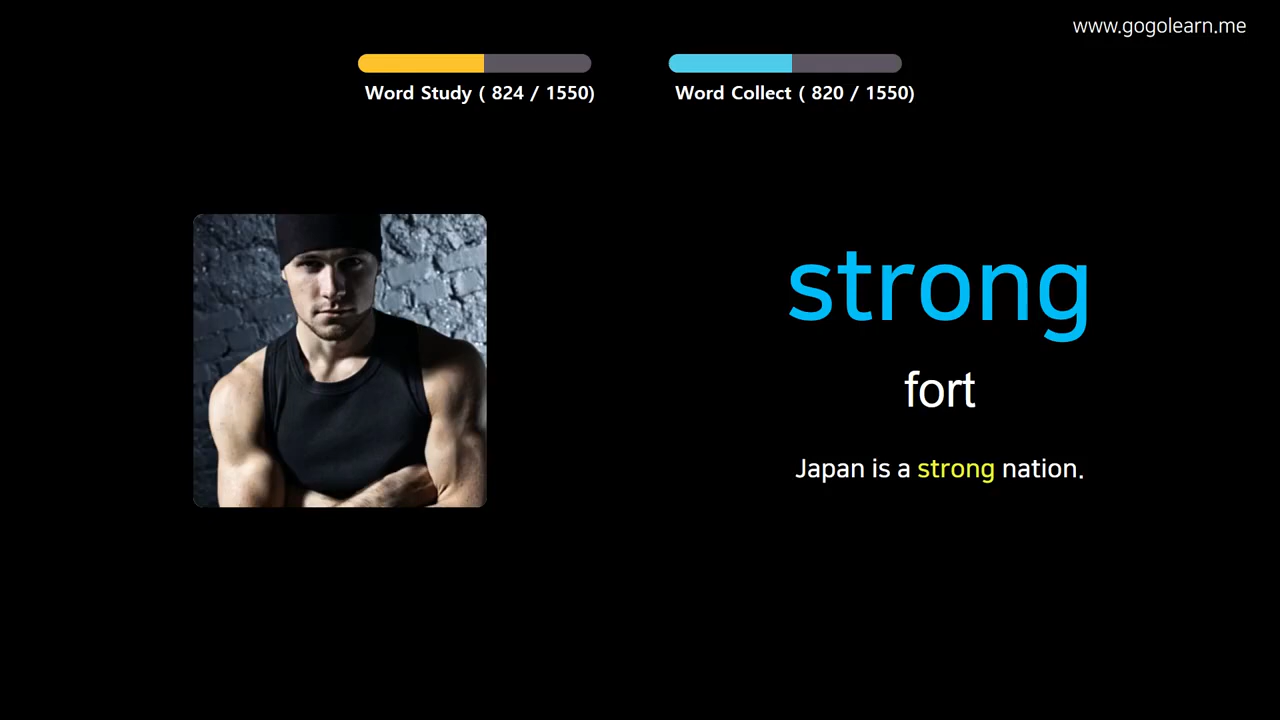 www.gogolearn.me
Word Study ( 824 / 1550)
Word Collect ( 820 / 1550)
strong
fort
Japan is a strong nation.